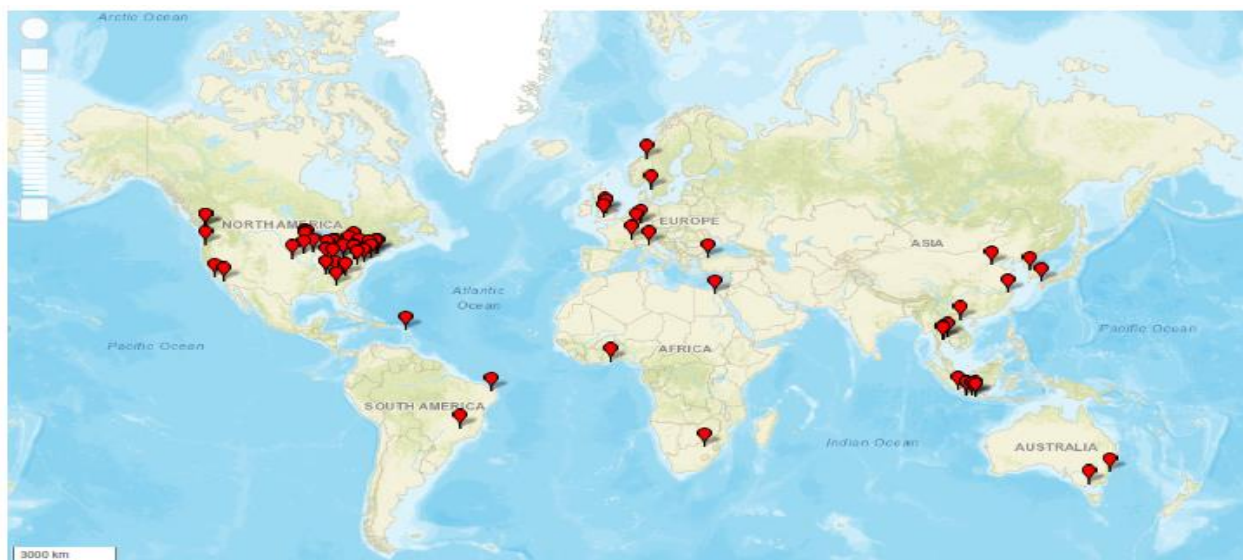 Arctic Ocean
NORTH AMERICA
EUROPE
ASIA
Atlantic
Ocean
Pacific Ocean
Pacific Ocean
AFRICA
SOUTH AMERICA
Indian Ocean
AUSTRALIA
3000 km